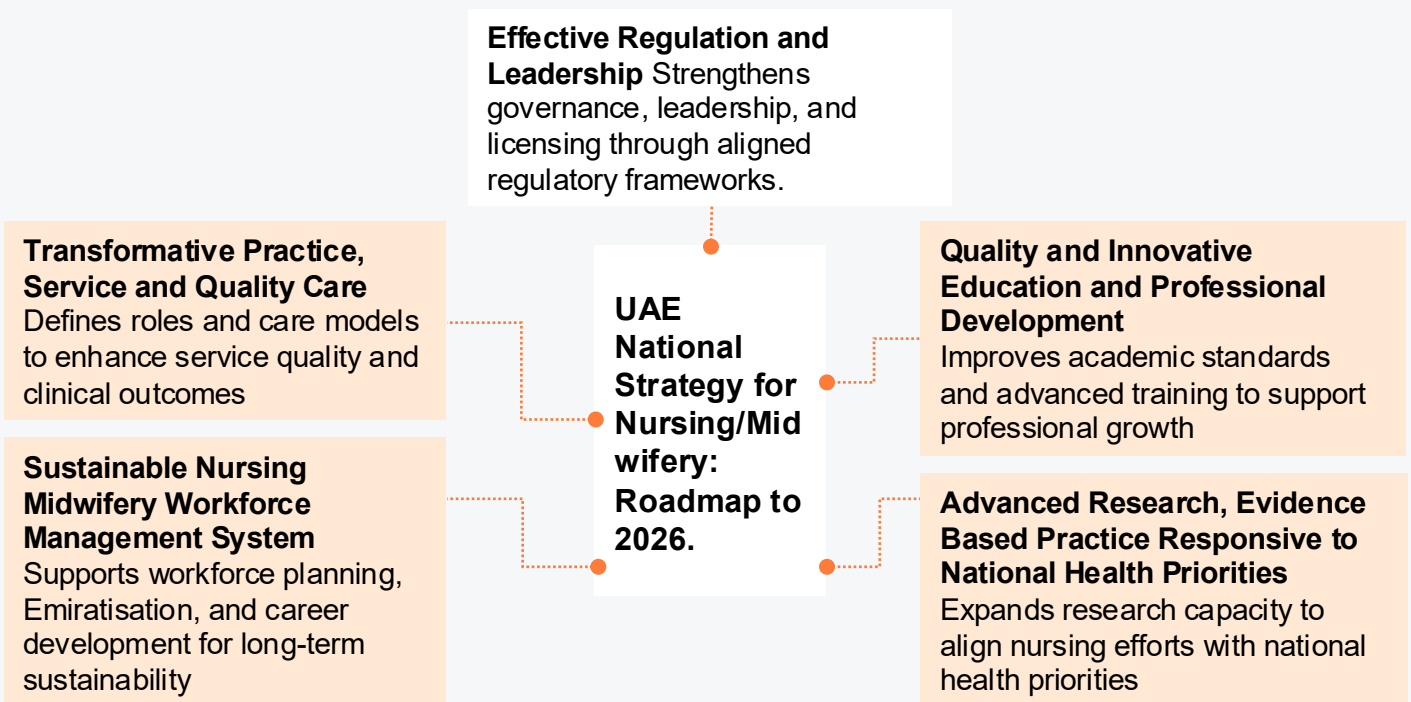 Effective Regulation and
Leadership Strengthens
governance, leadership, and
licensing through aligned
regulatory frameworks.
Transformative Practice,
Service and Quality Care
Defines roles and care models
to enhance service quality and
clinical outcomes
Sustainable Nursing
Midwifery Workforce
Management System
Supports workforce planning,
Emiratisation, and career
development for long-term
sustainability
UAE
National
Strategy for
Nursing/Mid
wifery:
Roadmap to
2026.
Quality and Innovative
Education and Professional
Development
Improves academic standards
and advanced training to support
professional growth
Advanced Research, Evidence
Based Practice Responsive to
National Health Priorities
Expands research capacity to
align nursing efforts with national
health priorities